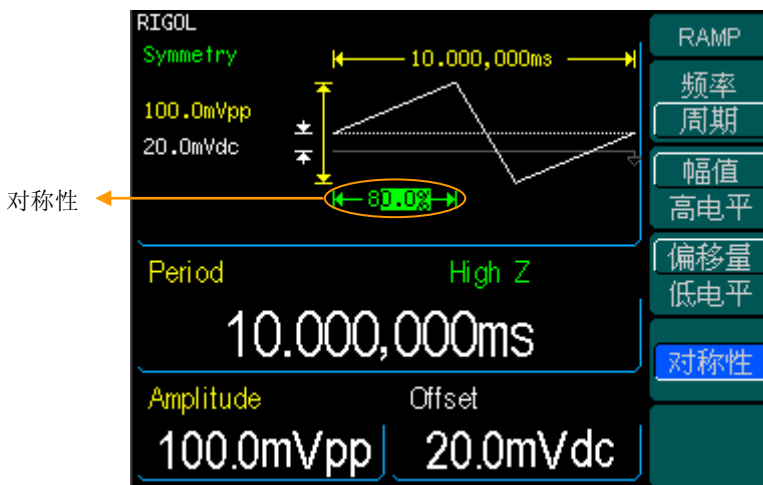 RIGOL
Symmetry
10.000,000ms
100.0mVpp
20.0mVdc
80.0%
对称性
Period
High Z
10.000,000ms
Amplitude
Offset
100.0mVpp
20.0mVdc
RAMP
频率
周期
幅值
高电平
偏移量
低电平
对称性